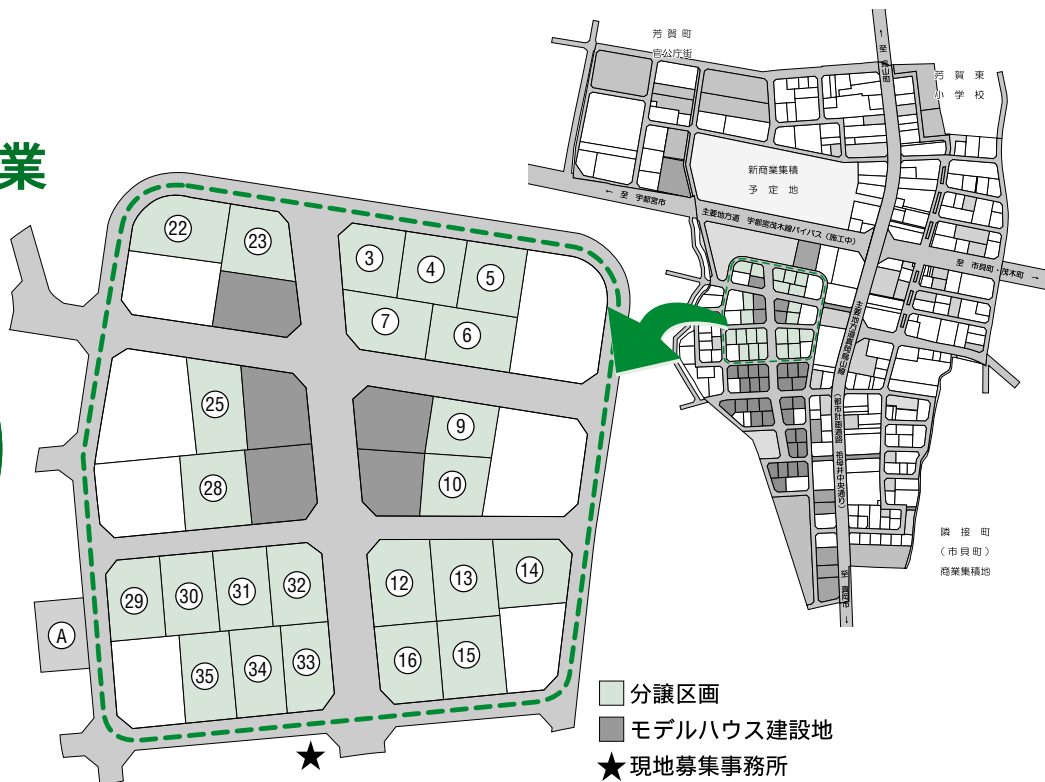 業
芳賀町
官公庁街
↑至 烏山町
芳賀東
小学校
新商業集積
予定地
← 至 宇都宮市
主要地方道 宇都宮茂木線バイパス(施工中)
至 市貝町・茂木町 →
主要地方道真岡烏山線
(都市計画道路 祖母井中央通り)
隣接町
(市貝町)
商業集積地
至 真岡市 →
22
23
3
4
5
7
6
25
9
28
10
29
30
31
32
12
13
14
A
35
34
33
16
15
分譲区画
モデルハウス建設地
★現地募集事務所